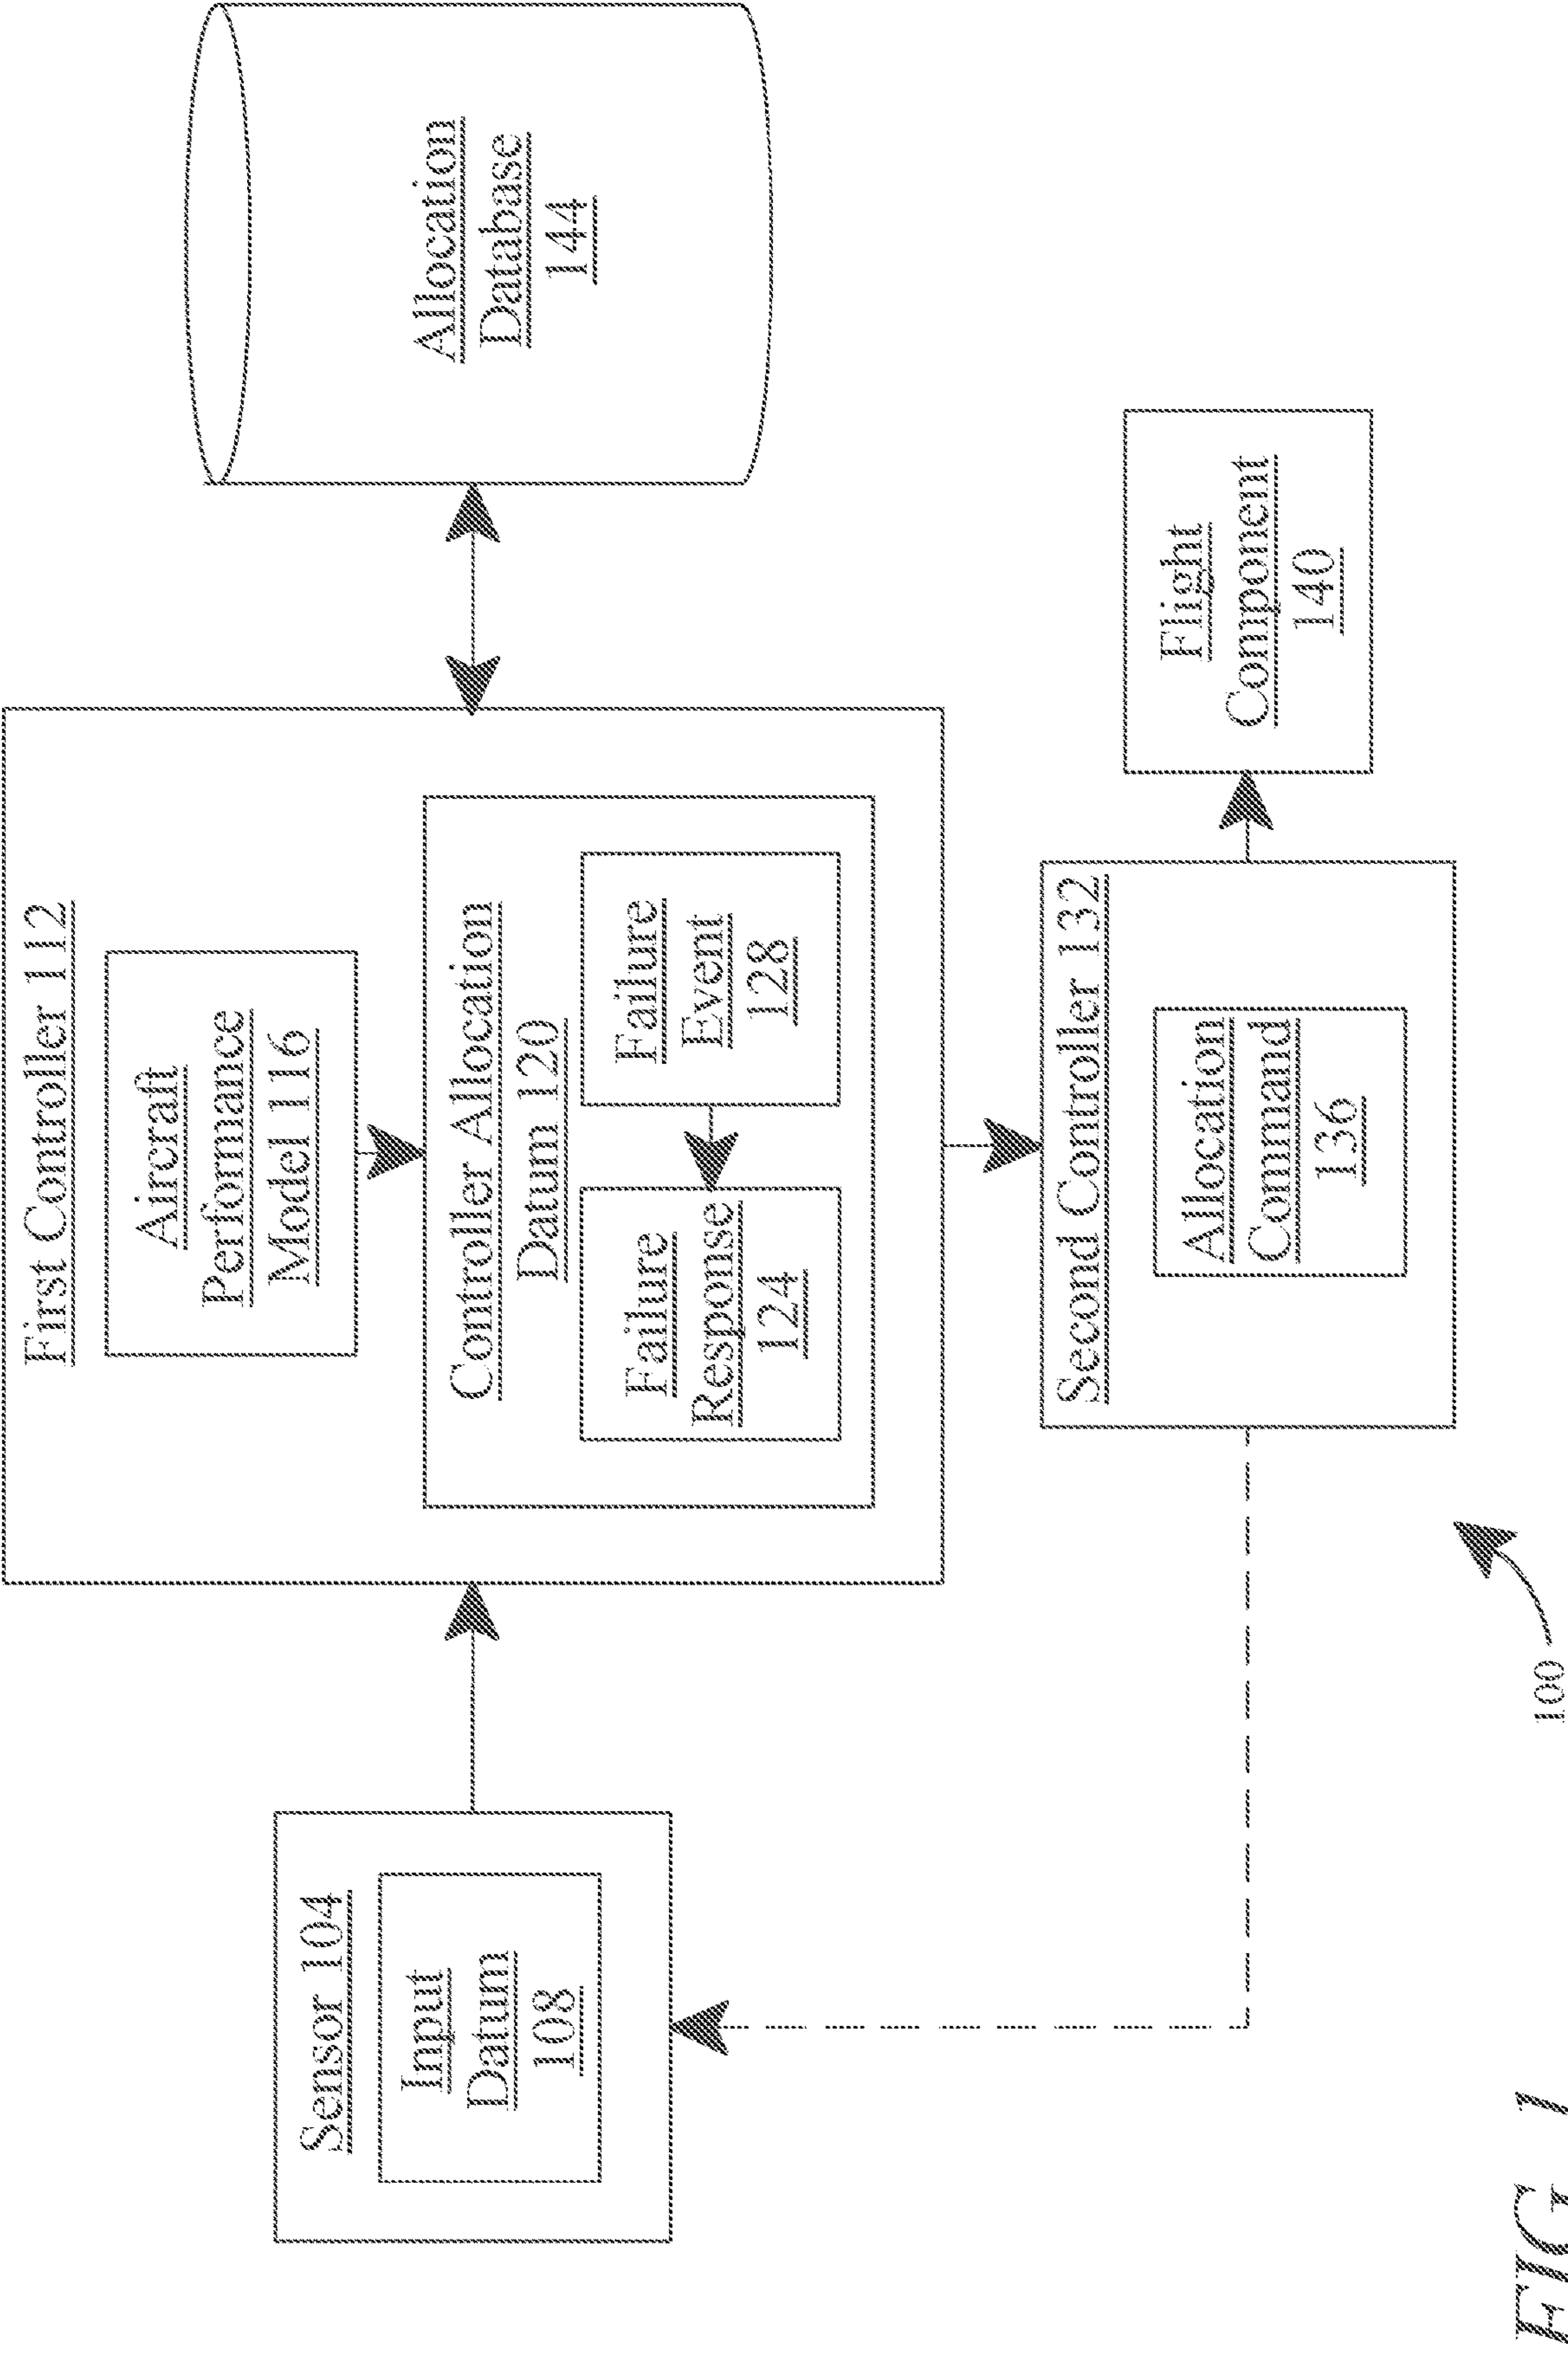 First Controller 112
Aircraft
Performance
Model 116
Controller Allocation
Datum 120
Failure
Response
124
Failure
Event
128
Sensor 104
Input
Datum
108
Allocation
Database
144
Second Controller 132
Allocation
Command
136
Flight
Component
140
100
FIG. 1